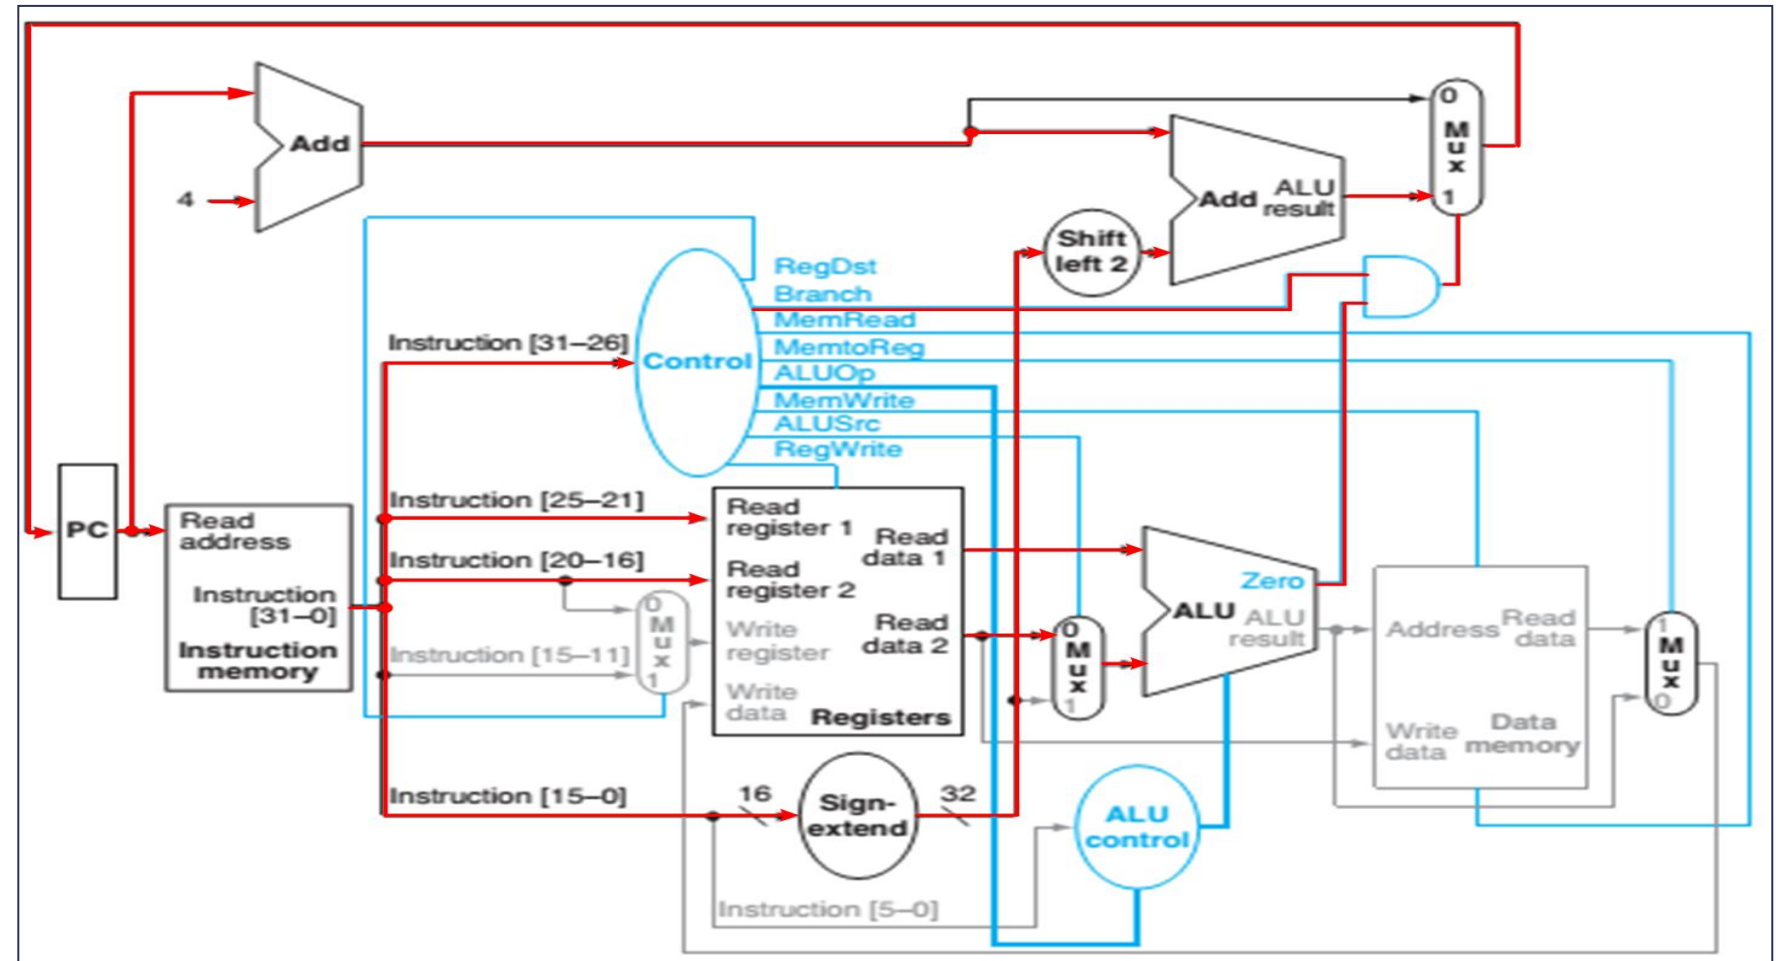 0
M
u
x
1
Add
4
Add
ALU
result
Shift
left 2
RegDst
Branch
MemRead
MemtoReg
ALUOp
MemWrite
ALUSrc
RegWrite
Control
Instruction [31–26]
Instruction [25–21]
Instruction [20–16]
Instruction [15–11]
Instruction [15–0]
Instruction [5–0]
PC
Read
address
Instruction
[31–0]
Instruction
memory
0
M
u
x
1
Read
register 1
Read
register 2
Write
register
Write
data
Read
data 1
Read
data 2
Registers
0
M
u
x
1
Zero
ALU
ALU
result
Address
Read
data
Write
data
Data
memory
1
M
u
x
0
16
Sign-
extend
32
ALU
control